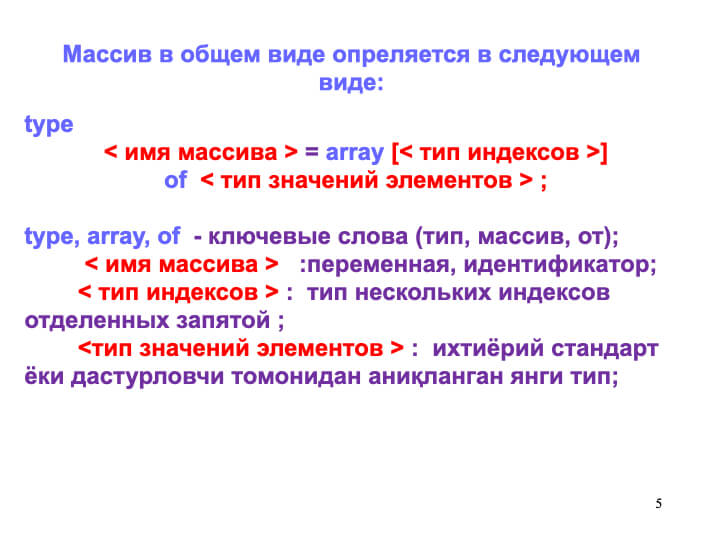 Массив в общем виде опреляется в следующем
виде:
type
< имя массива > = array [< тип индексов >]
of < тип значений элементов > ;
type, array, of - ключевые слова (тип, массив, от);
< имя массива > :переменная, идентификатор;
< тип индексов > : тип нескольких индексов
отделенных запятой ;
<тип значений элементов > : ихтиёрий стандарт
ёки дастурловчи томонидан аниқланган янги тип;
5